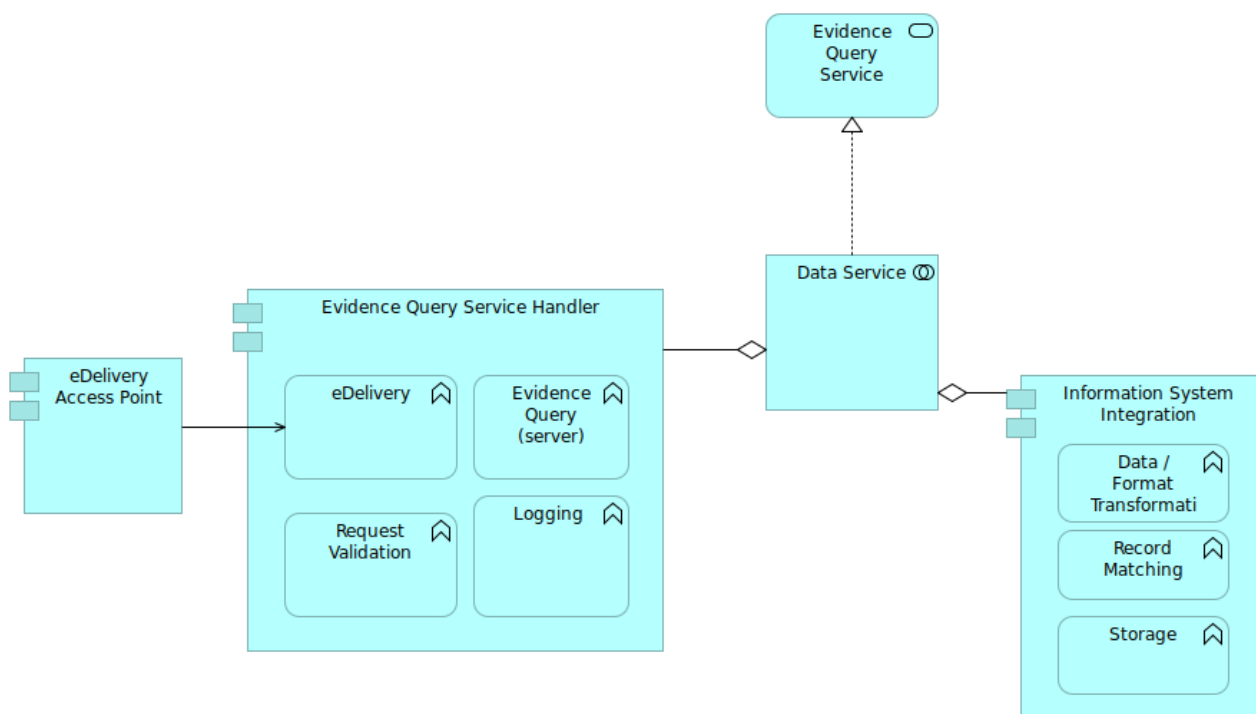 Evidence
Query
Service
Data Service
Evidence Query Service Handler
eDelivery
Access Point
eDelivery
Evidence
Query
(server)
Request
Validation
Logging
Information System
Integration
Data /
Format
Transformati
Record
Matching
Storage